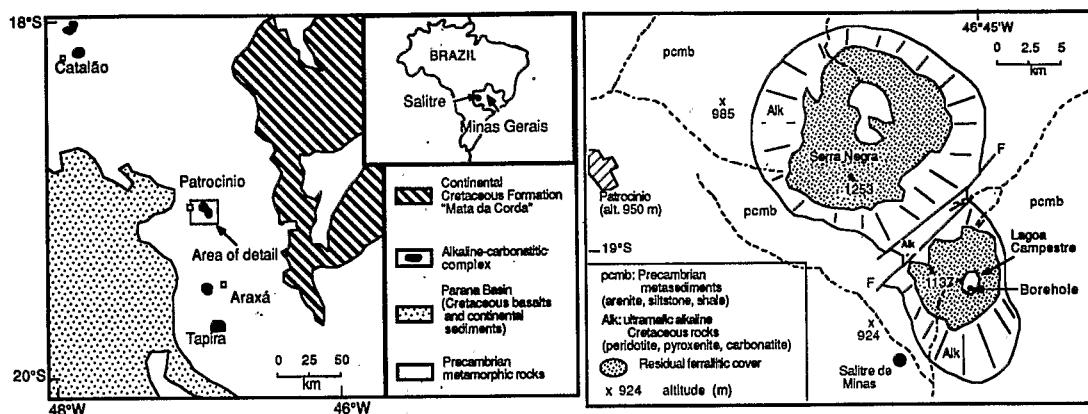 18°S
Catalão
BRAZIL
Salitre
Minas Gerais
Patrocinio
Area of detail
Araxá
Tapira
0 25 50
km
20°S
48°W
46°W
Continental
Cretaceous Formation
"Mata da Corda"
Alkaline-carbonatitic
complex
Parana Basin
(Cretaceous basalts
and continental
sediments)
Precambrian
metamorphic rocks
46°45'W
0 2.5 5
km
pcmb
x
985
Alk
Serra Negra
1253
F
Patrocinio
(alt. 950 m)
pcmb
pcmb
19°S
Alk
Lagoa
Campestre
F
1137
Borehole
x
924
Alk
Salitre de
Minas
pcmb: Precambrian
metasediments
(arenite, siltstone, shale)
Alk: ultramafic alkaline
Cretaceous rocks
(peridotite, pyroxenite, carbonatite)
Residual ferrallitic cover
x 924 altitude (m)